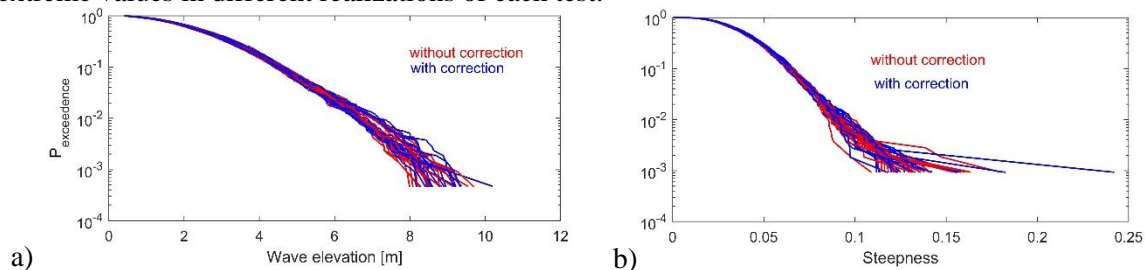 extreme values in different realizations of each test.
10^0
10^-1
10^-2
10^-3
10^-4
P_exceedence
without correction
with correction
0 2 4 6 8 10 12
Wave elevation [m]
a)
10^0
10^-1
10^-2
10^-3
10^-4
without correction
with correction
0 0.05 0.1 0.15 0.2 0.25
Steepness
b)